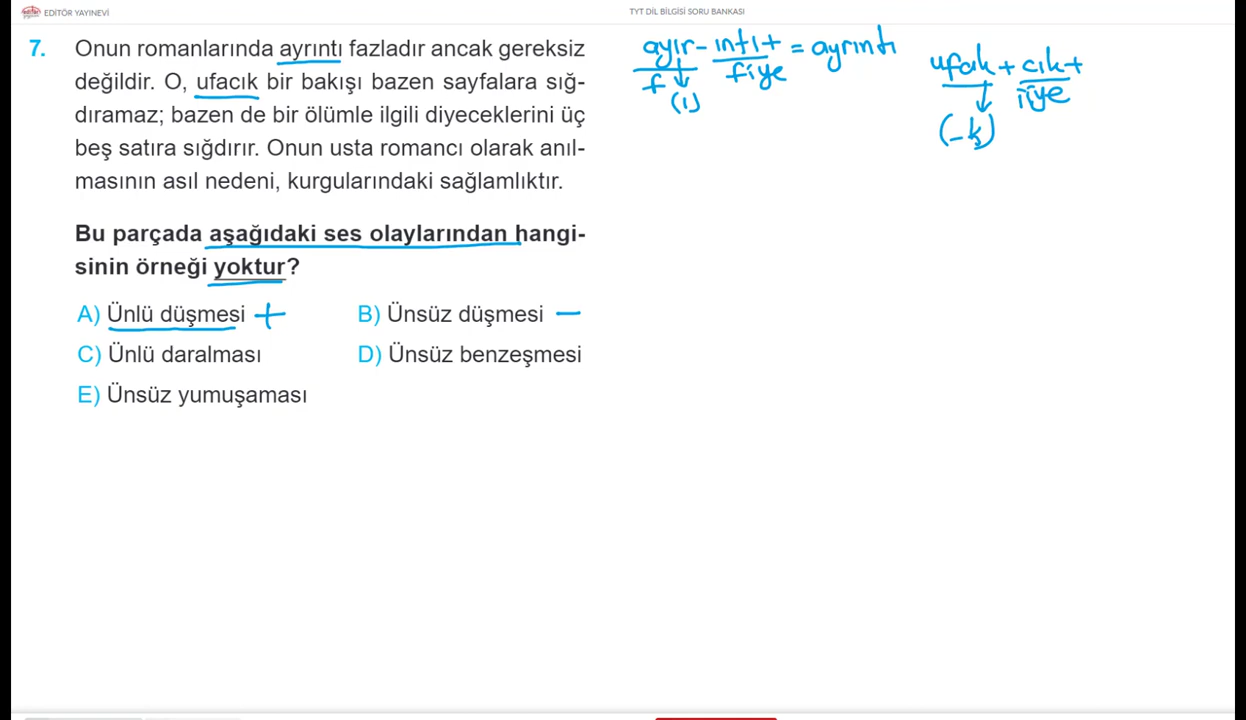 EDİTÖR YAYINEVİ
TYT DİL BİLGİSİ SORU BANKASI
7. Onun romanlarında ayrıntı fazladır ancak gereksiz
değildir. O, ufacık bir bakışı bazen sayfalara sığ-
dıramaz; bazen de bir ölümle ilgili diyeceklerini üç
beş satıra sığdırır. Onun usta romancı olarak anıl-
masının asıl nedeni, kurgularındaki sağlamlıktır.
Bu parçada aşağıdaki ses olaylarından hangi-
sinin örneği yoktur?
A) Ünlü düşmesi +
B) Ünsüz düşmesi –
C) Ünlü daralması
D) Ünsüz benzeşmesi
E) Ünsüz yumuşaması
ayır- ıntı+ = ayrıntı
f fiye
(ı)
ufak + cık+
iiye
(-k)